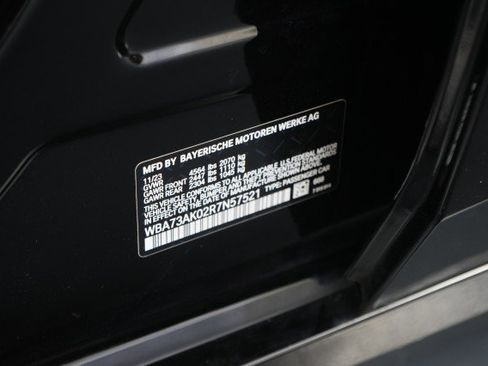 MFD BY BAYERISCHE MOTOREN WERKE AG
11/23 4564 lbs 2070 kg
GVWR FRONT 2447 lbs 1110 kg
GAWR REAR 2304 lbs 1045 kg
GAWR
THIS VEHICLE CONFORMS TO ALL APPLICABLE U.S. FEDERAL MOTOR
VEHICLE SAFETY, BUMPER, AND THEFT PREVENTION STANDARDS
IN EFFECT ON THE DATE OF MANUFACTURE SHOWN ABOVE.
WBA73AK02R7N57521 TYPE: PASSENGER CAR
668